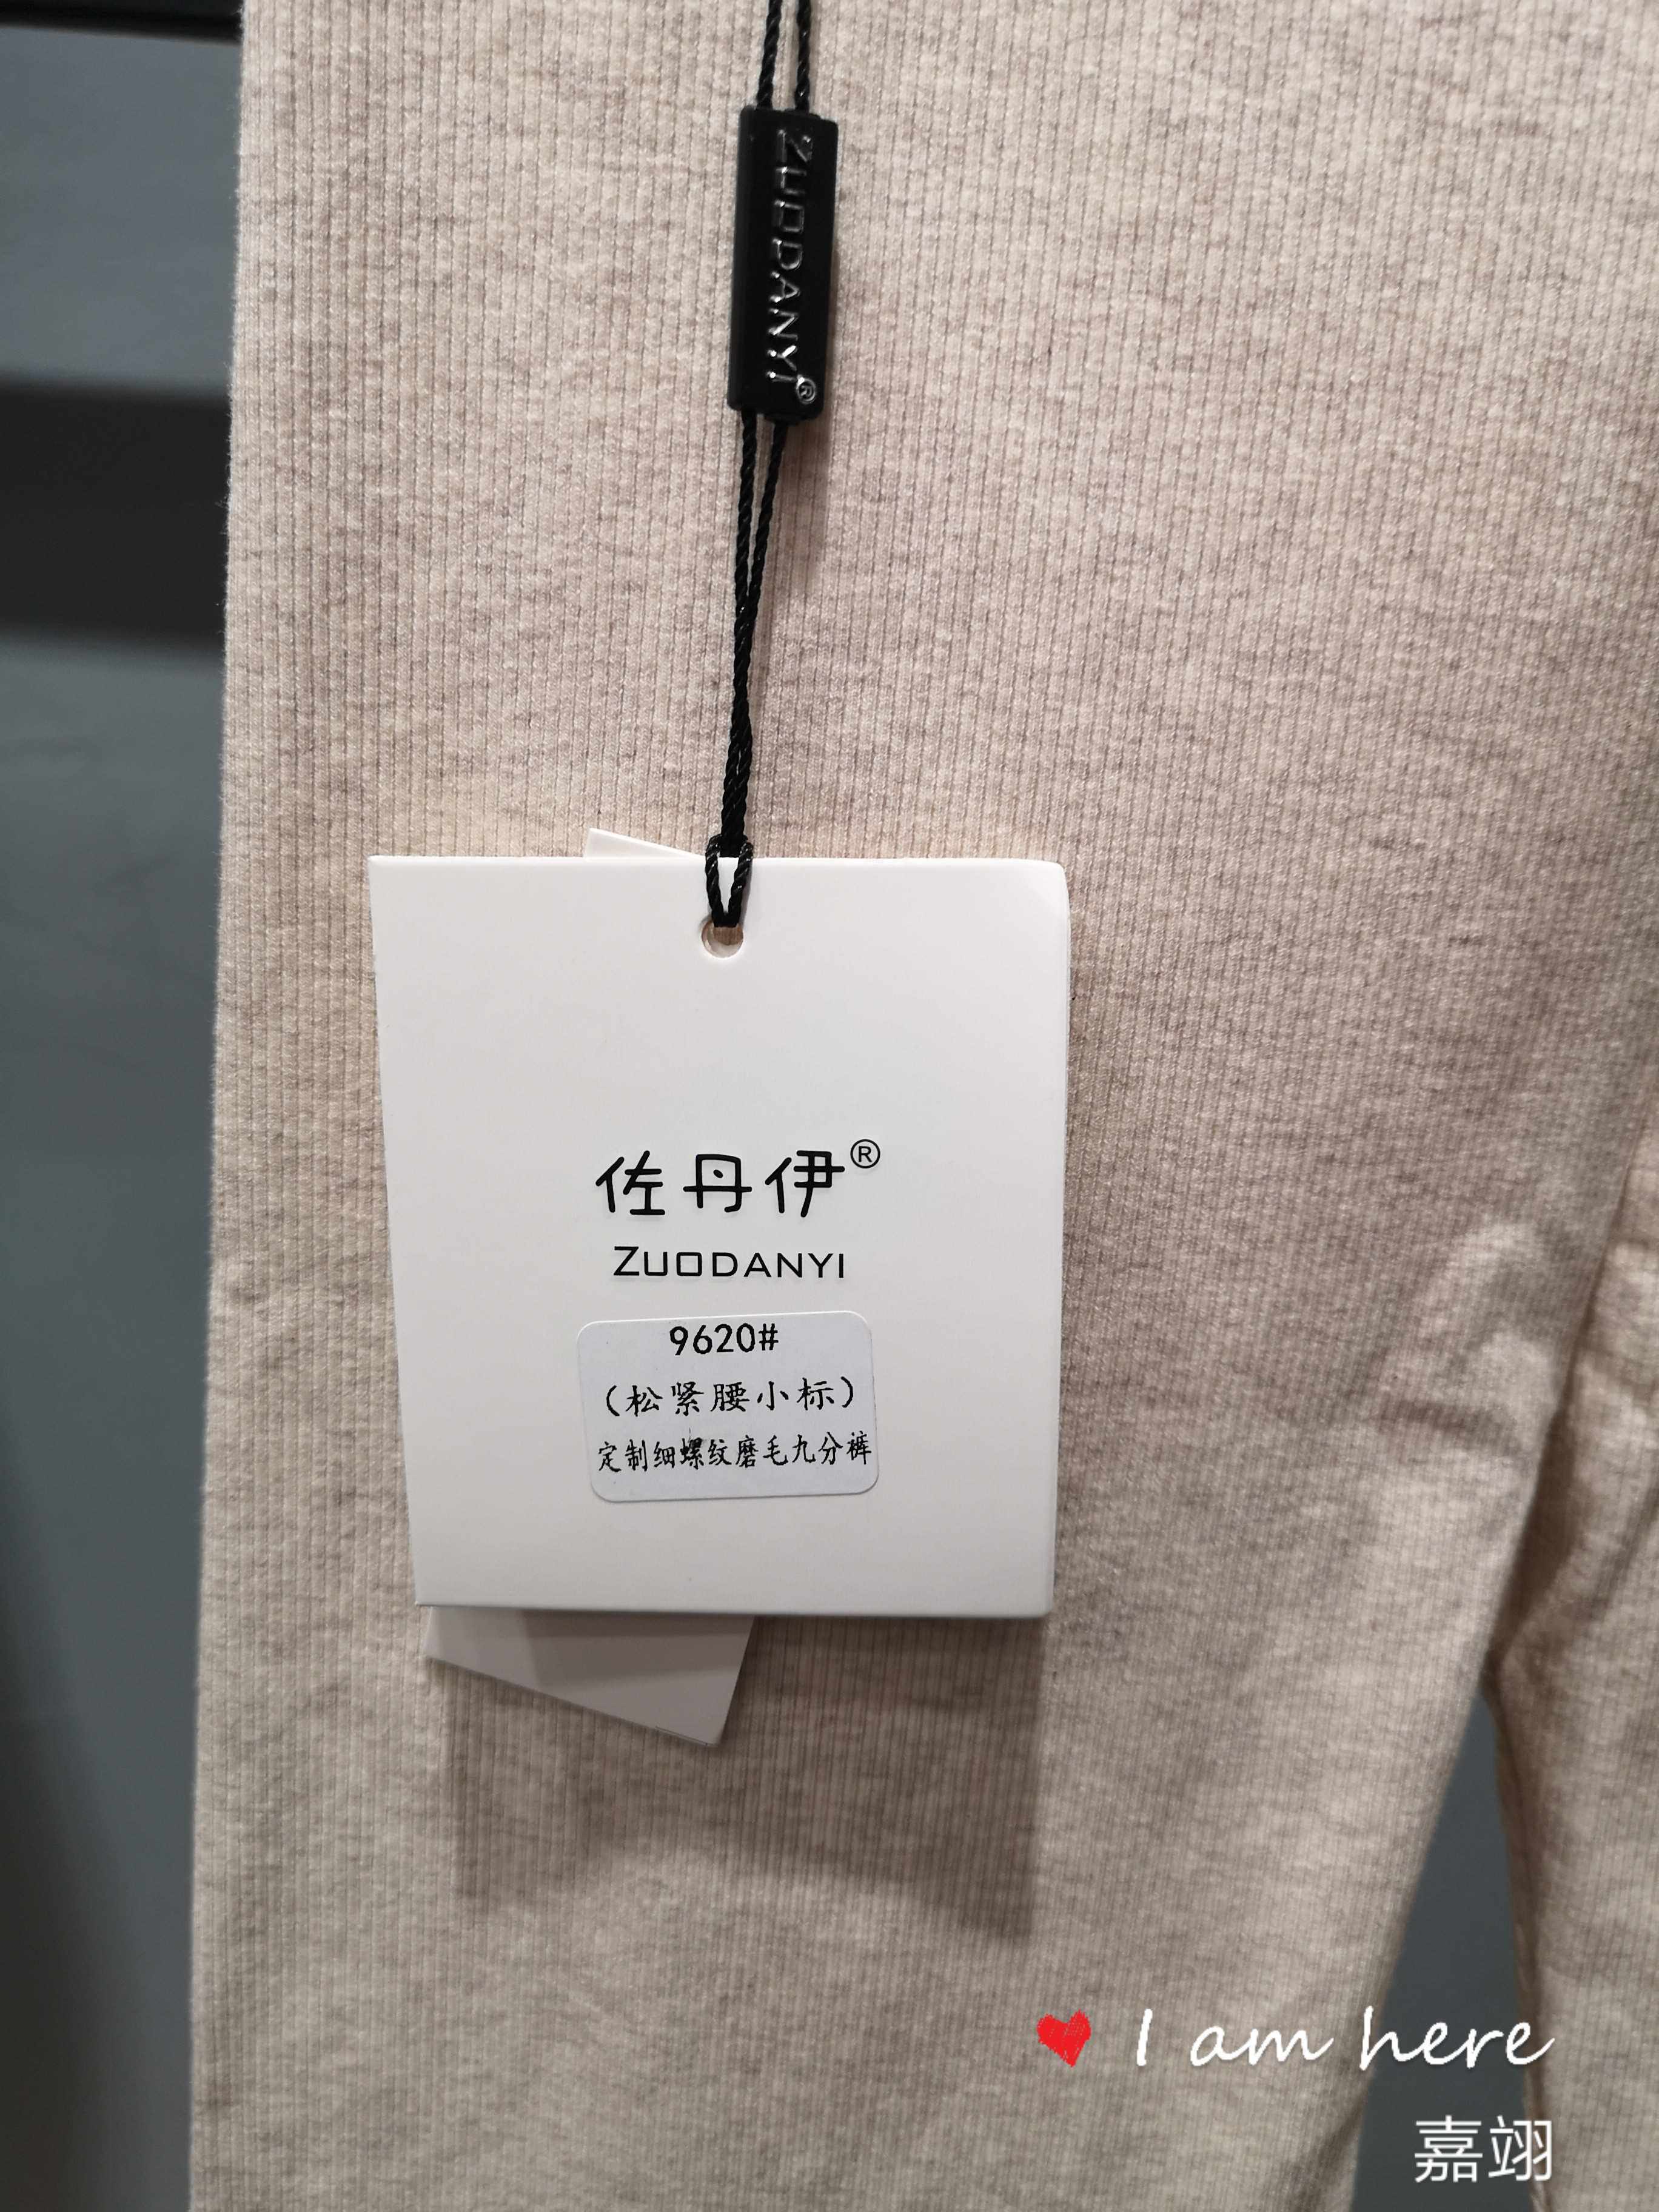 ZUODANYI®
佐丹伊®
ZUODANYI
9620#
(松紧腰小标)
定制细螺纹磨毛九分裤
I am here
嘉翊